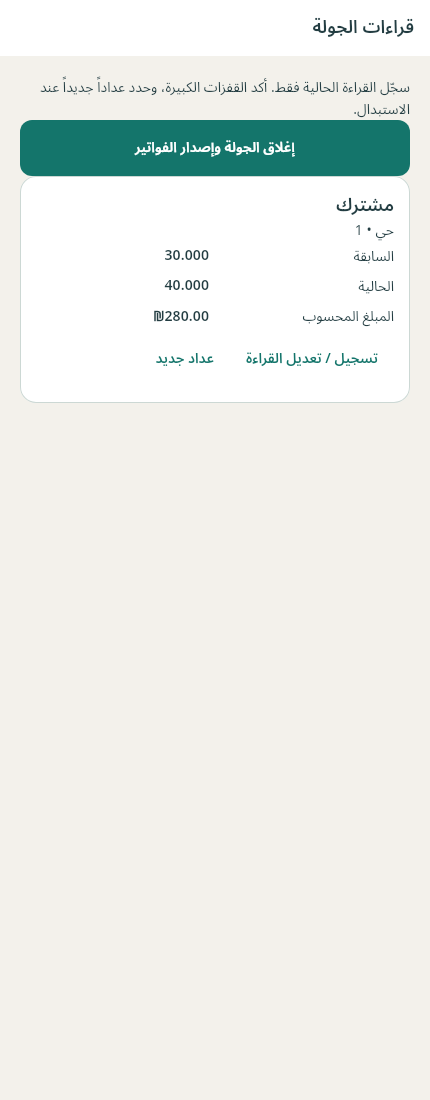 قراءات الجولة
سجّل القراءة الحالية فقط. أكد القفزات الكبيرة، وحدد عداداً جديداً عند
الاستبدال.
إغلاق الجولة وإصدار الفواتير
مشترك
حي • 1
السابقة 30.000
الحالية 40.000
المبلغ المحسوب ₪280.00
تسجيل / تعديل القراءة عداد جديد